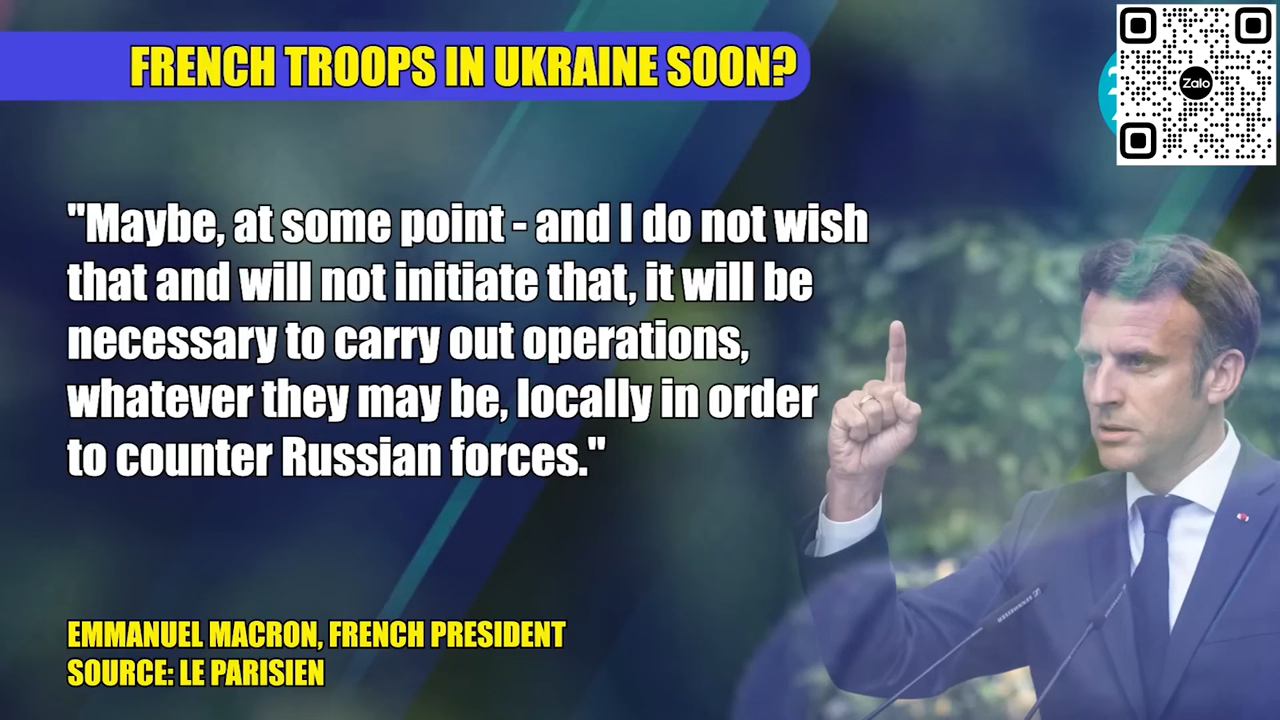 FRENCH TROOPS IN UKRAINE SOON?
Zalo
"Maybe, at some point - and I do not wish
that and will not initiate that, it will be
necessary to carry out operations,
whatever they may be, locally in order
to counter Russian forces."
EMMANUEL MACRON, FRENCH PRESIDENT
SOURCE: LE PARISIEN